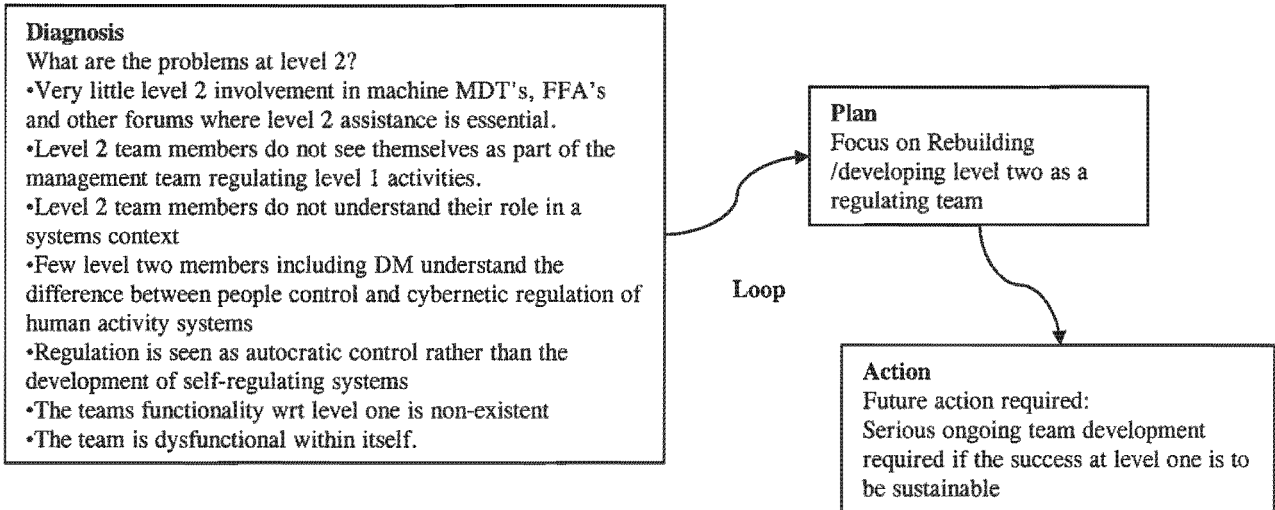 Diagnosis
What are the problems at level 2?
•Very little level 2 involvement in machine MDT's, FFA's
and other forums where level 2 assistance is essential.
•Level 2 team members do not see themselves as part of the
management team regulating level 1 activities.
•Level 2 team members do not understand their role in a
systems context
•Few level two members including DM understand the
difference between people control and cybernetic regulation of
human activity systems
•Regulation is seen as autocratic control rather than the
development of self-regulating systems
•The teams functionality wrt level one is non-existent
•The team is dysfunctional within itself.
Plan
Focus on Rebuilding
/developing level two as a
regulating team
Loop
Action
Future action required:
Serious ongoing team development
required if the success at level one is to
be sustainable